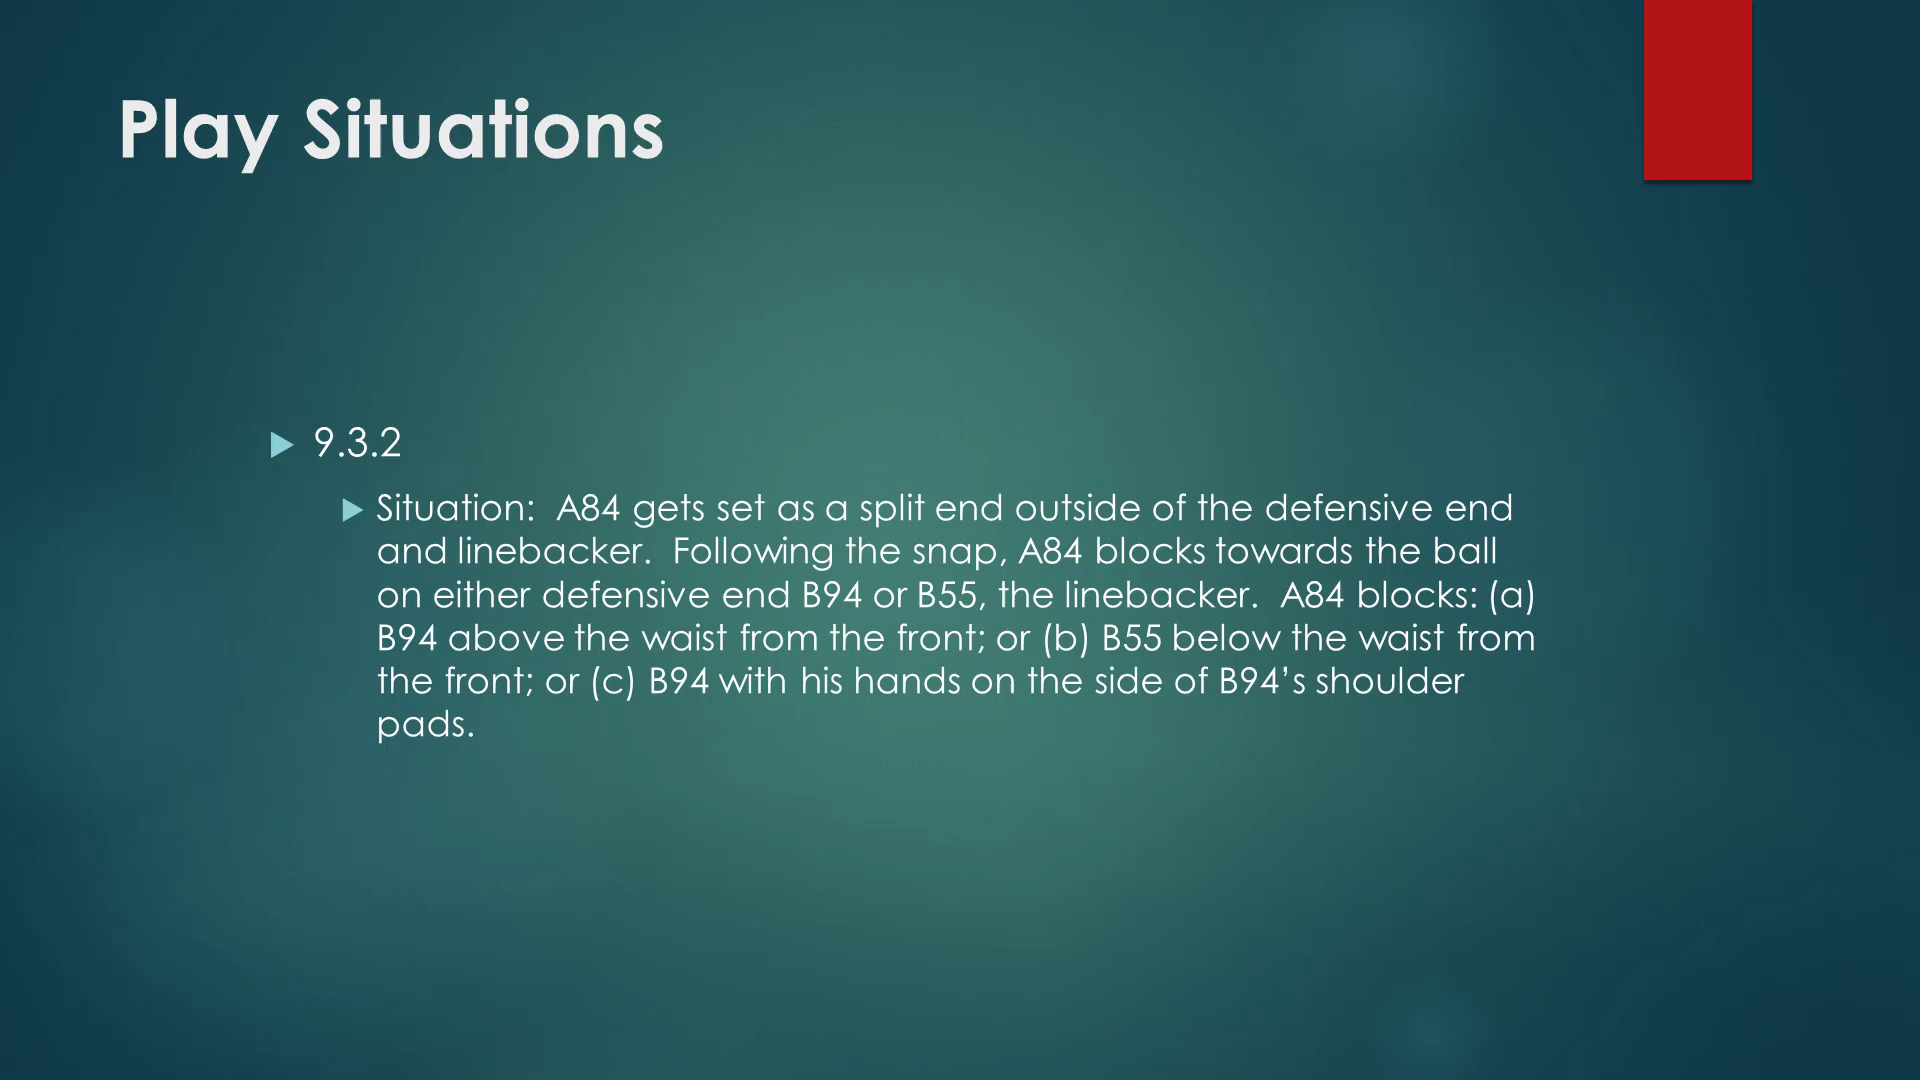 Play Situations
9.3.2
Situation:  A84 gets set as a split end outside of the defensive end
and linebacker.  Following the snap, A84 blocks towards the ball
on either defensive end B94 or B55, the linebacker.  A84 blocks: (a)
B94 above the waist from the front; or (b) B55 below the waist from
the front; or (c) B94 with his hands on the side of B94’s shoulder
pads.